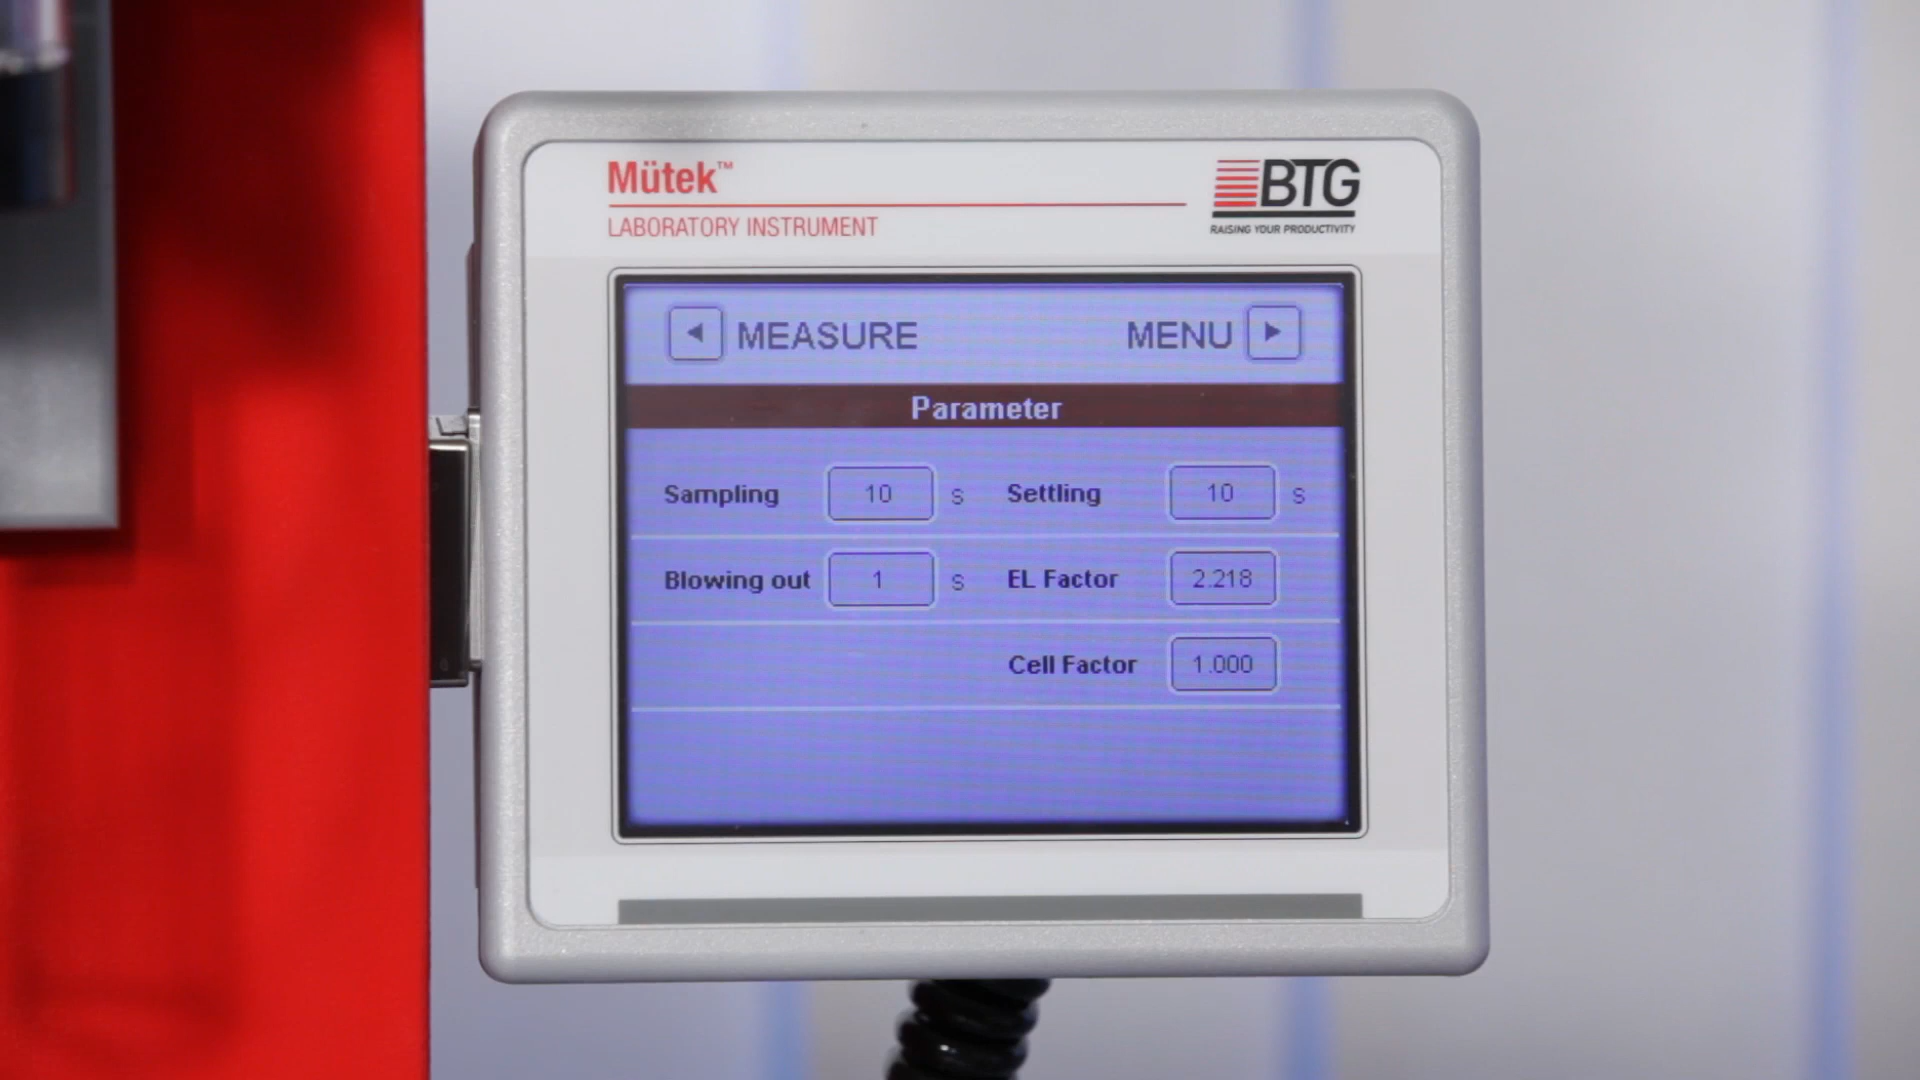 Mütek™
LABORATORY INSTRUMENT
BTG
RAISING YOUR PRODUCTIVITY
MEASURE MENU
Parameter
Sampling 10 s Settling 10 s
Blowing out 1 s EL Factor 2.218
Cell Factor 1.000